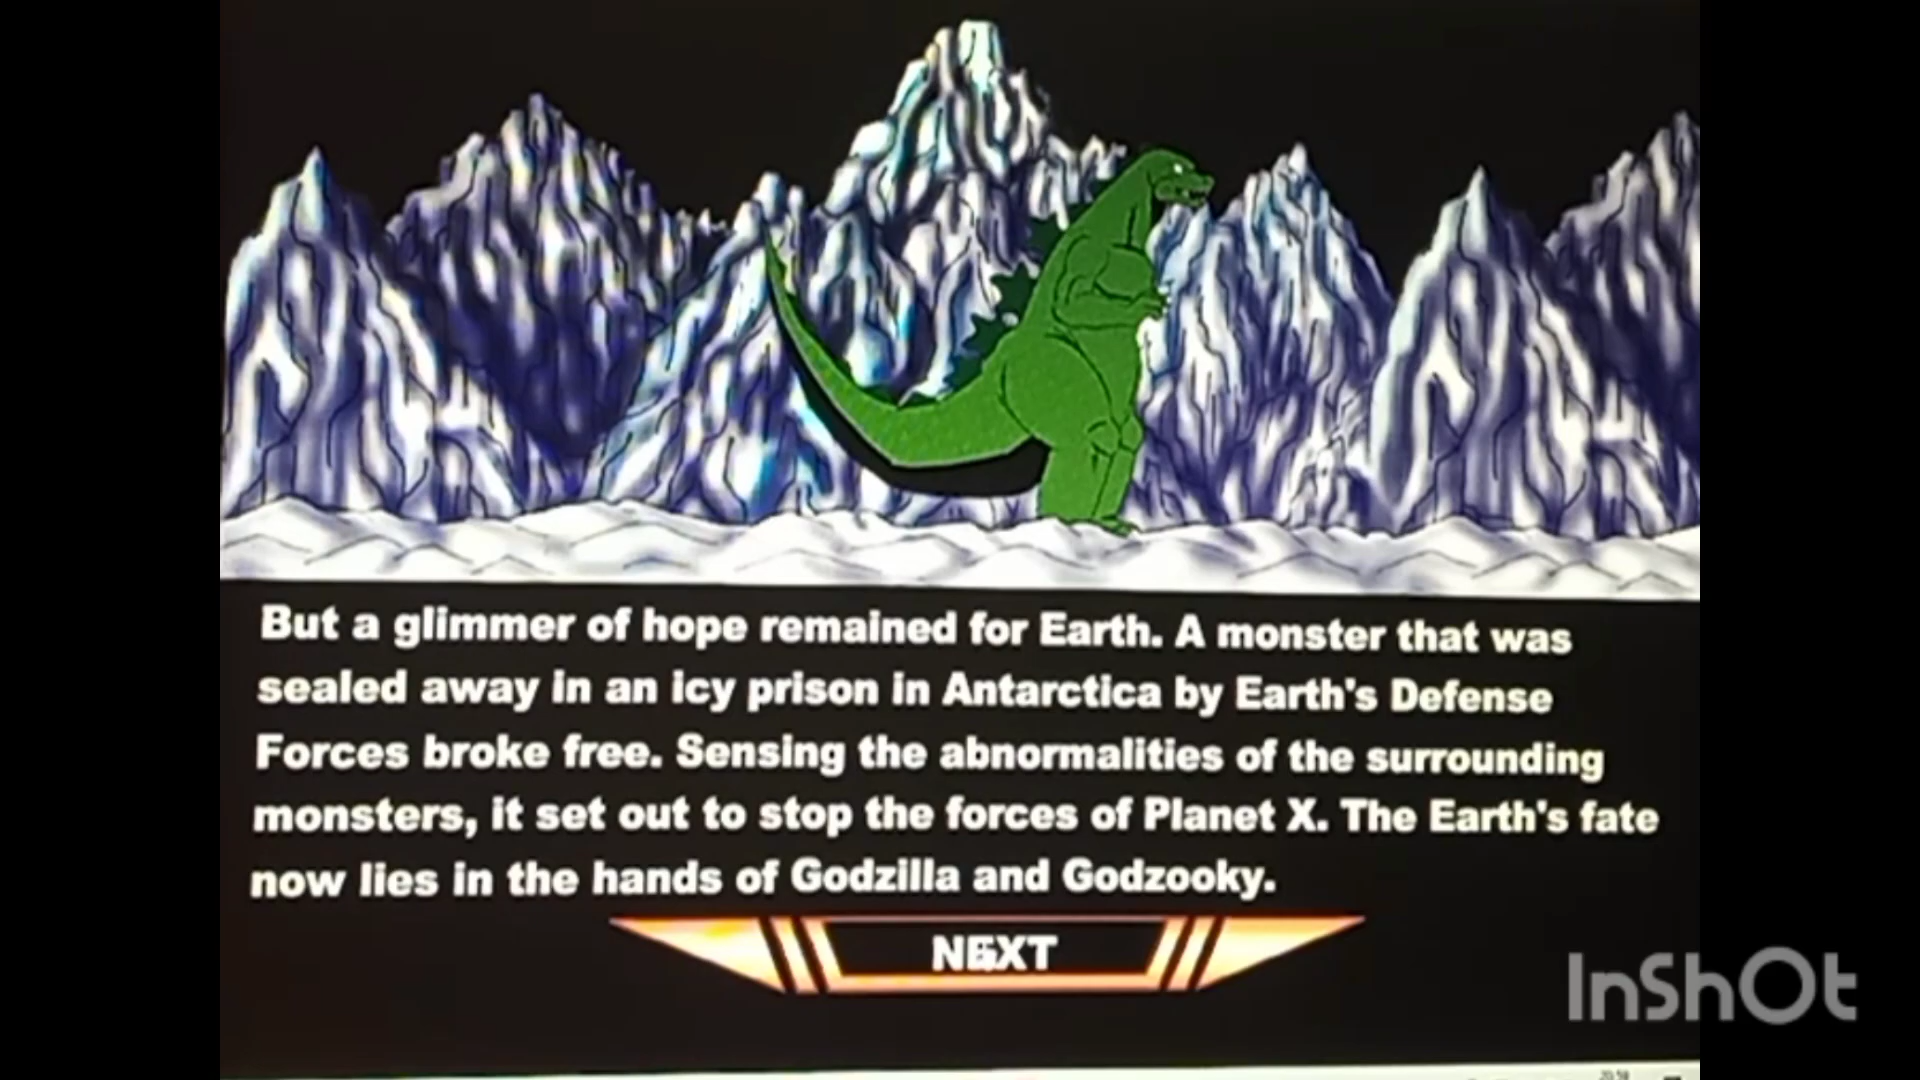 But a glimmer of hope remained for Earth. A monster that was
sealed away in an icy prison in Antarctica by Earth's Defense
Forces broke free. Sensing the abnormalities of the surrounding
monsters, it set out to stop the forces of Planet X. The Earth's fate
now lies in the hands of Godzilla and Godzooky.
NEXT
InShOt